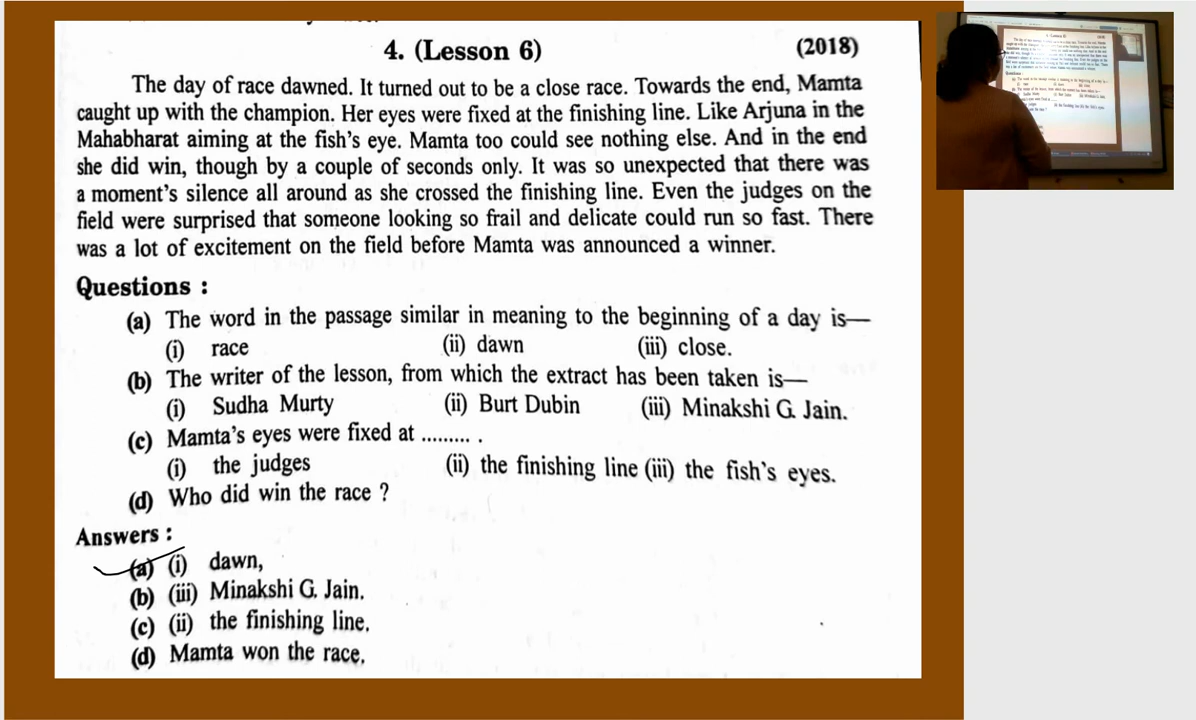 4. (Lesson 6) (2018)
The day of race dawned. It turned out to be a close race. Towards the end, Mamta
caught up with the champion. Her eyes were fixed at the finishing line. Like Arjuna in the
Mahabharat aiming at the fish's eye. Mamta too could see nothing else. And in the end
she did win, though by a couple of seconds only. It was so unexpected that there was
a moment's silence all around as she crossed the finishing line. Even the judges on the
field were surprised that someone looking so frail and delicate could run so fast. There
was a lot of excitement on the field before Mamta was announced a winner.
Questions :
(a) The word in the passage similar in meaning to the beginning of a day is—
(i) race (ii) dawn (iii) close.
(b) The writer of the lesson, from which the extract has been taken is—
(i) Sudha Murty (ii) Burt Dubin (iii) Minakshi G. Jain.
(c) Mamta's eyes were fixed at ......... .
(i) the judges (ii) the finishing line (iii) the fish's eyes.
(d) Who did win the race ?
Answers :
(a) (i) dawn,
(b) (iii) Minakshi G. Jain.
(c) (ii) the finishing line.
(d) Mamta won the race.